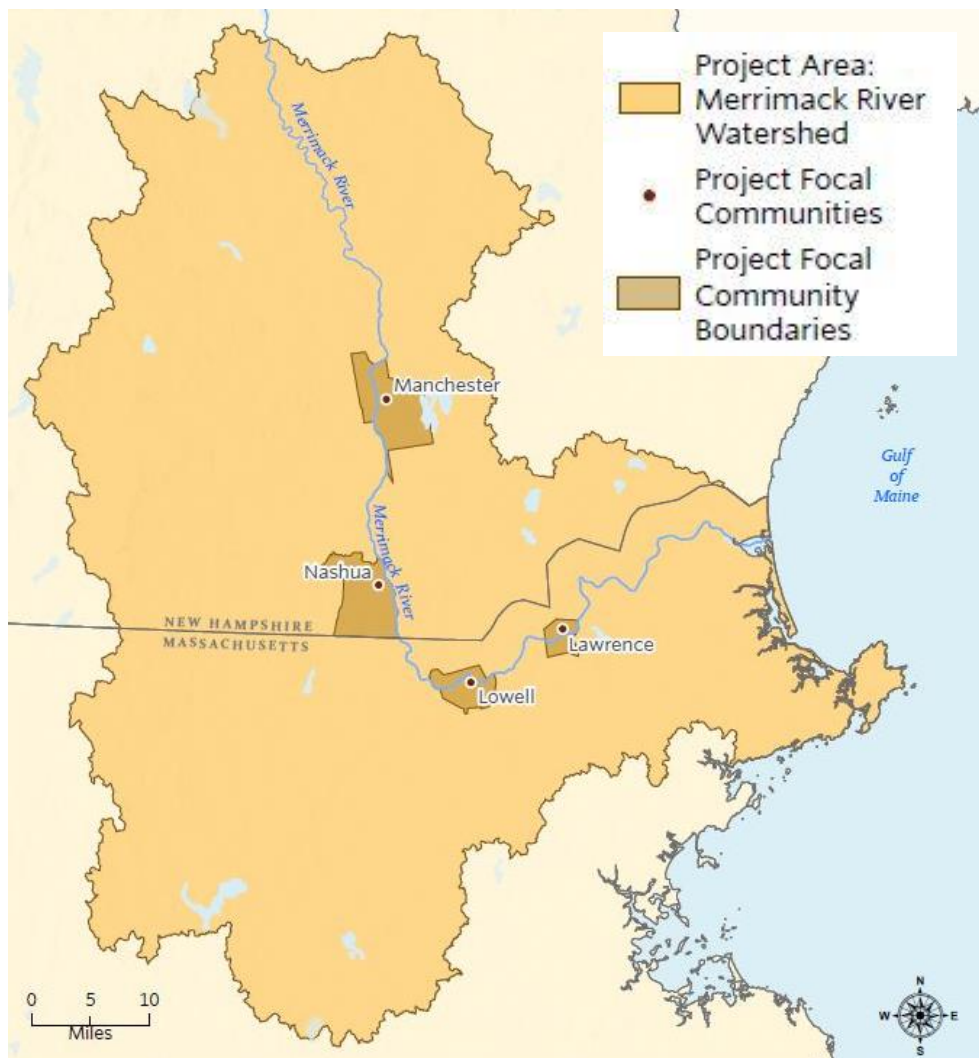 Project Area:
Merrimack River
Watershed
Project Focal
Communities
Project Focal
Community
Boundaries
Merrimack River
Manchester
Gulf
of
Maine
Merrimack River
Nashua
NEW HAMPSHIRE
MASSACHUSETTS
Lawrence
Lowell
0 5 10
Miles
N
W E
S